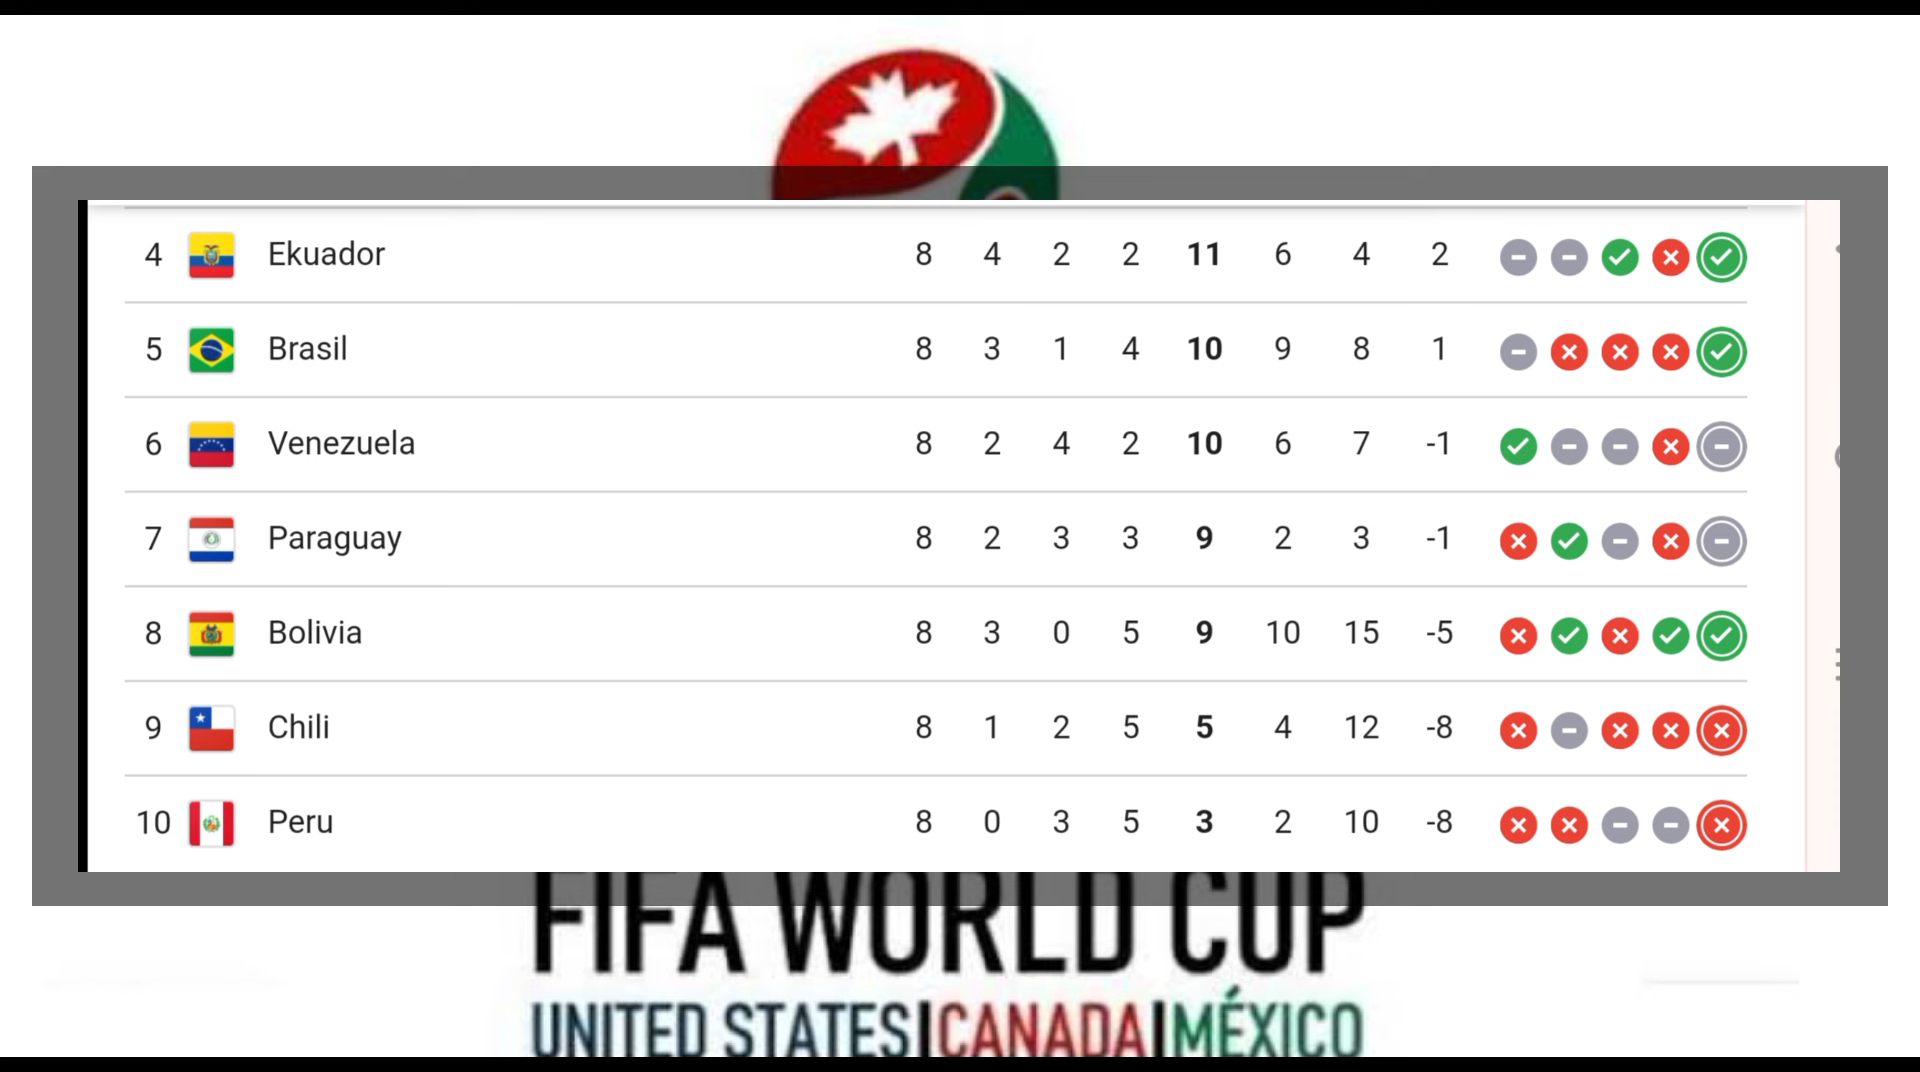 4 Ekuador 8 4 2 2 11 6 4 2
5 Brasil 8 3 1 4 10 9 8 1
6 Venezuela 8 2 4 2 10 6 7 -1
7 Paraguay 8 2 3 3 9 2 3 -1
8 Bolivia 8 3 0 5 9 10 15 -5
9 Chili 8 1 2 5 5 4 12 -8
10 Peru 8 0 3 5 3 2 10 -8
FIFA WORLD CUP
UNITED STATES|CANADA|MÉXICO